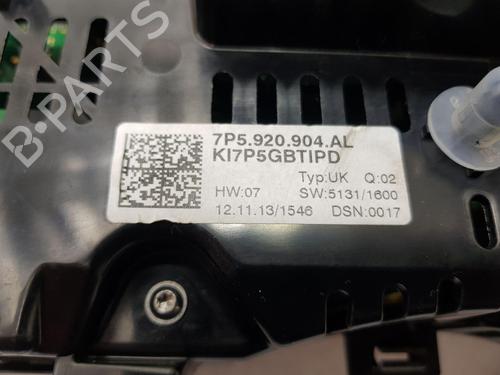 B-PARTS
7P5.920.904.AL
KI7P5GBTIPD
Typ:UK Q:02
HW:07 SW:5131/1600
12.11.13/1546 DSN:0017